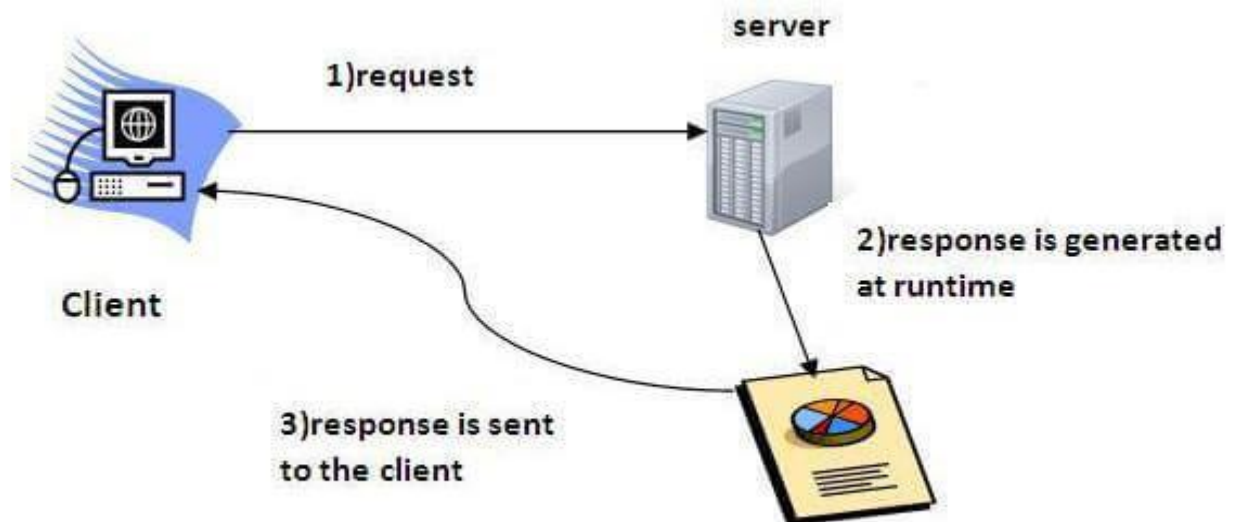 server
1)request
Client
2)response is generated
at runtime
3)response is sent
to the client